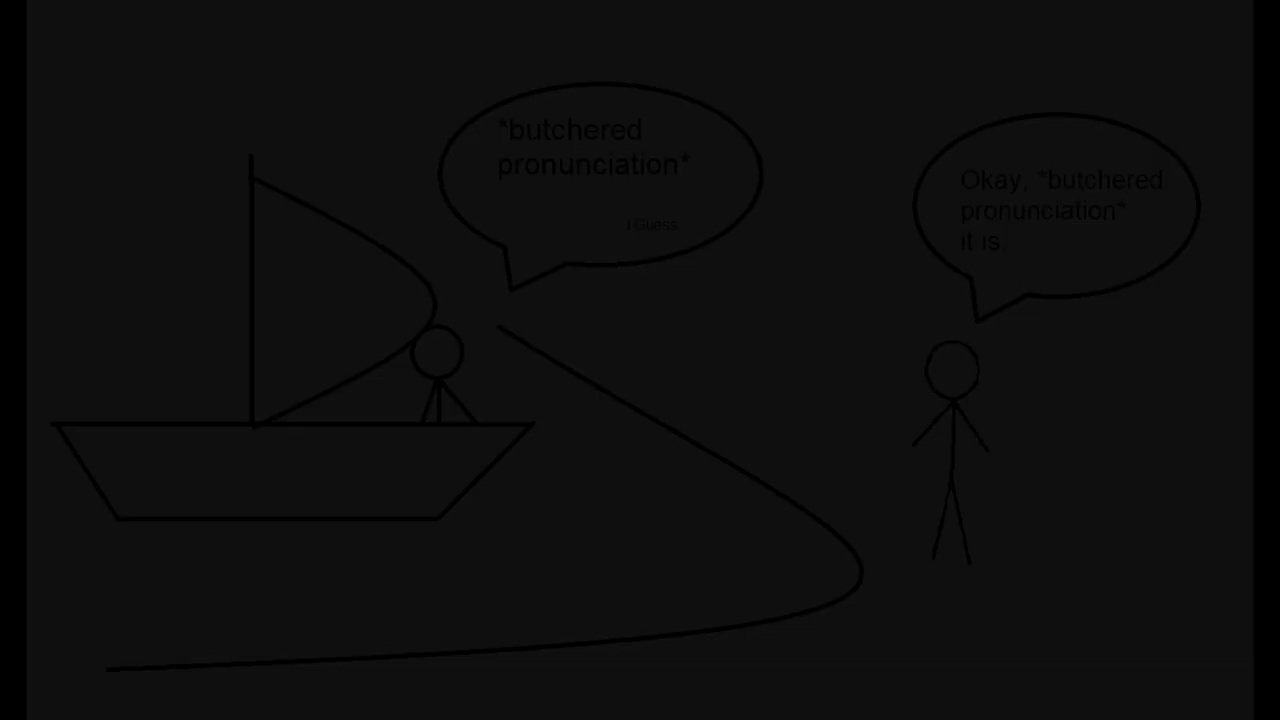 *butchered
pronunciation*
I Guess
Okay, *butchered
pronunciation*
it is.